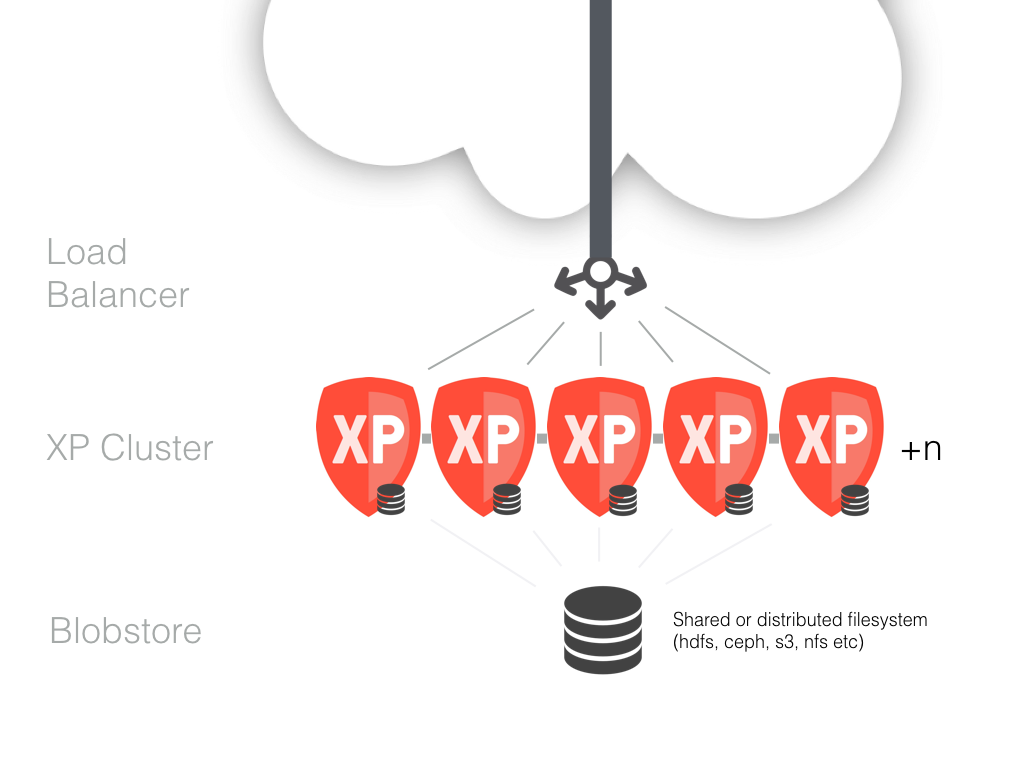 Load
Balancer
XP XP XP XP XP
XP Cluster
+n
Blobstore
Shared or distributed filesystem
(hdfs, ceph, s3, nfs etc)